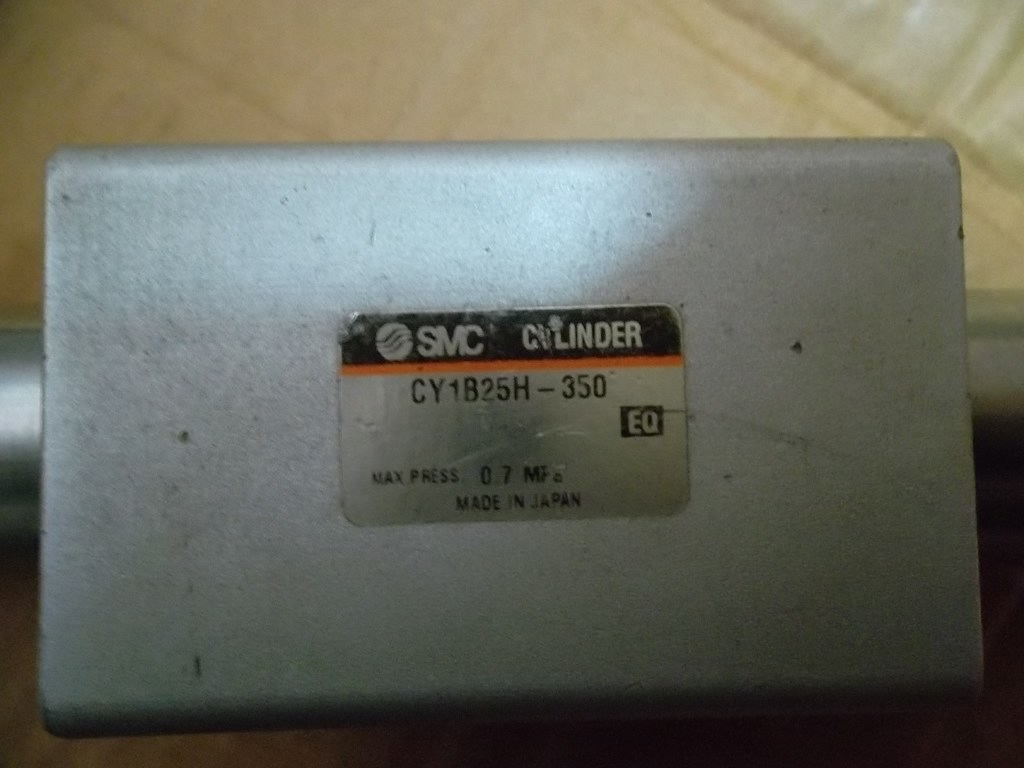 SMC CYLINDER
CY1B25H-350
EQ
MAX PRESS. 0.7 MPa
MADE IN JAPAN